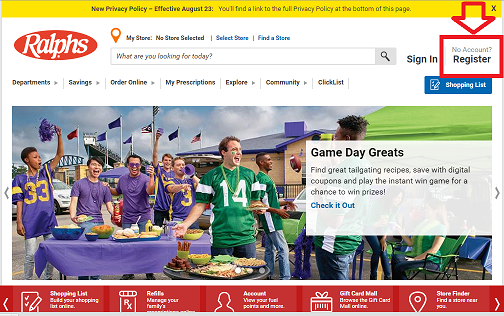 New Privacy Policy – Effective August 23: You'll find a link to the full Privacy Policy at the bottom of this page. X
Ralphs
My Store: No Store Selected | Select Store | Find a Store
What are you looking for today?
Sign In
No Account?
Register
Departments Savings Order Online My Prescriptions Explore Community ClickList
Shopping List
33
14
Game Day Greats
Find great tailgating recipes, save with digital
coupons and play the instant win game for a
chance to win prizes!
Check it Out
Shopping List
Build your shopping
list online.
Refills
Manage your
Account
View your fuel
points and more.
Gift Card Mall
Browse the Gift Card
Mall online.
Store Finder
Find a store near
you.